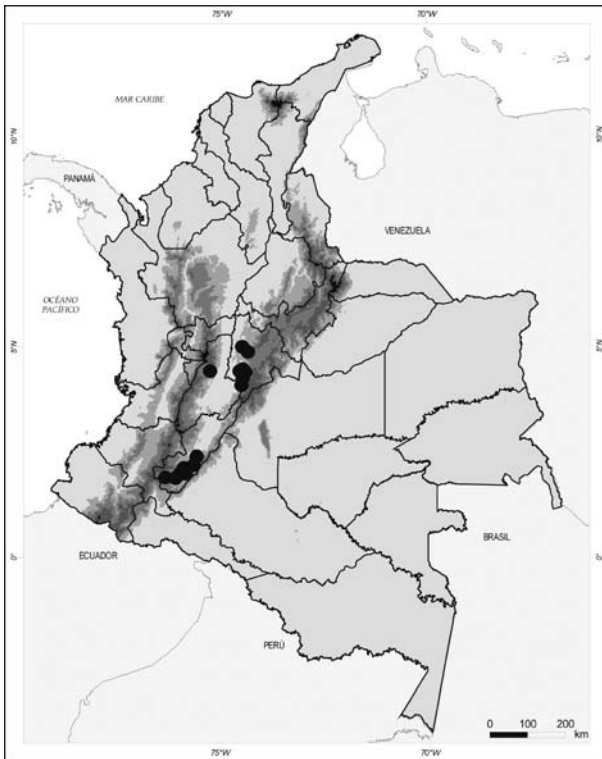 75°W 70°W
MAR CARIBE
10°N 10°N
PANAMÁ
VENEZUELA
OCÉANO
PACÍFICO
5°N 5°N
BRASIL
ECUADOR
0° 0°
PERÚ
0 100 200
km
75°W 70°W